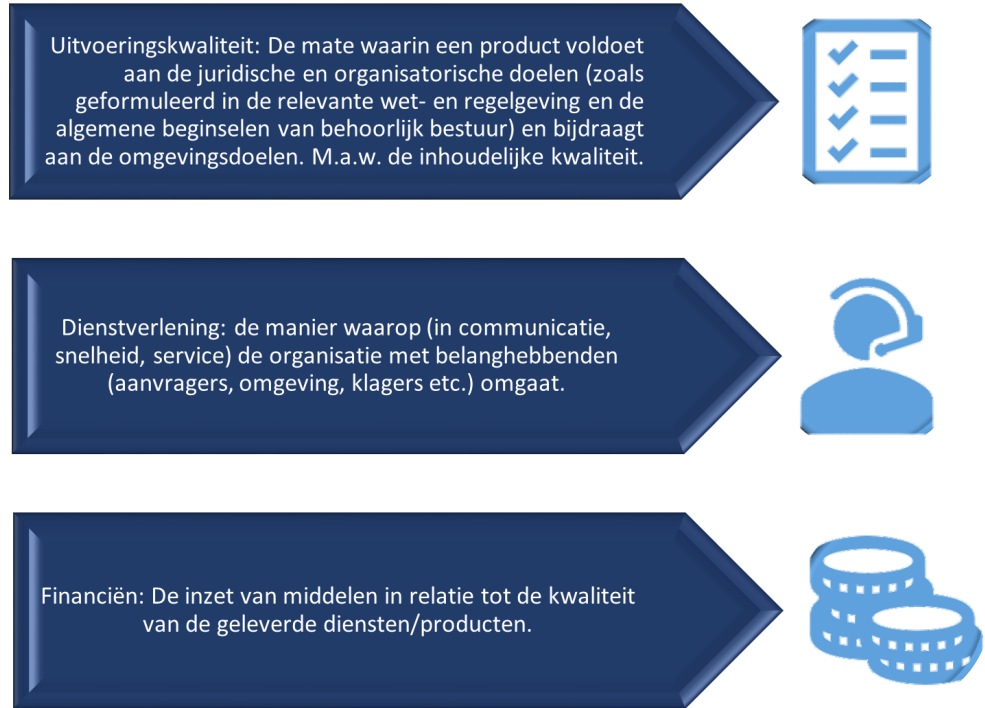 Uitvoeringskwaliteit: De mate waarin een product voldoet
aan de juridische en organisatorische doelen (zoals
geformuleerd in de relevante wet- en regelgeving en de
algemene beginselen van behoorlijk bestuur) en bijdraagt
aan de omgevingsdoelen. M.a.w. de inhoudelijke kwaliteit.
Dienstverlening: de manier waarop (in communicatie,
snelheid, service) de organisatie met belanghebbenden
(aanvragers, omgeving, klagers etc.) omgaat.
Financiën: De inzet van middelen in relatie tot de kwaliteit
van de geleverde diensten/producten.